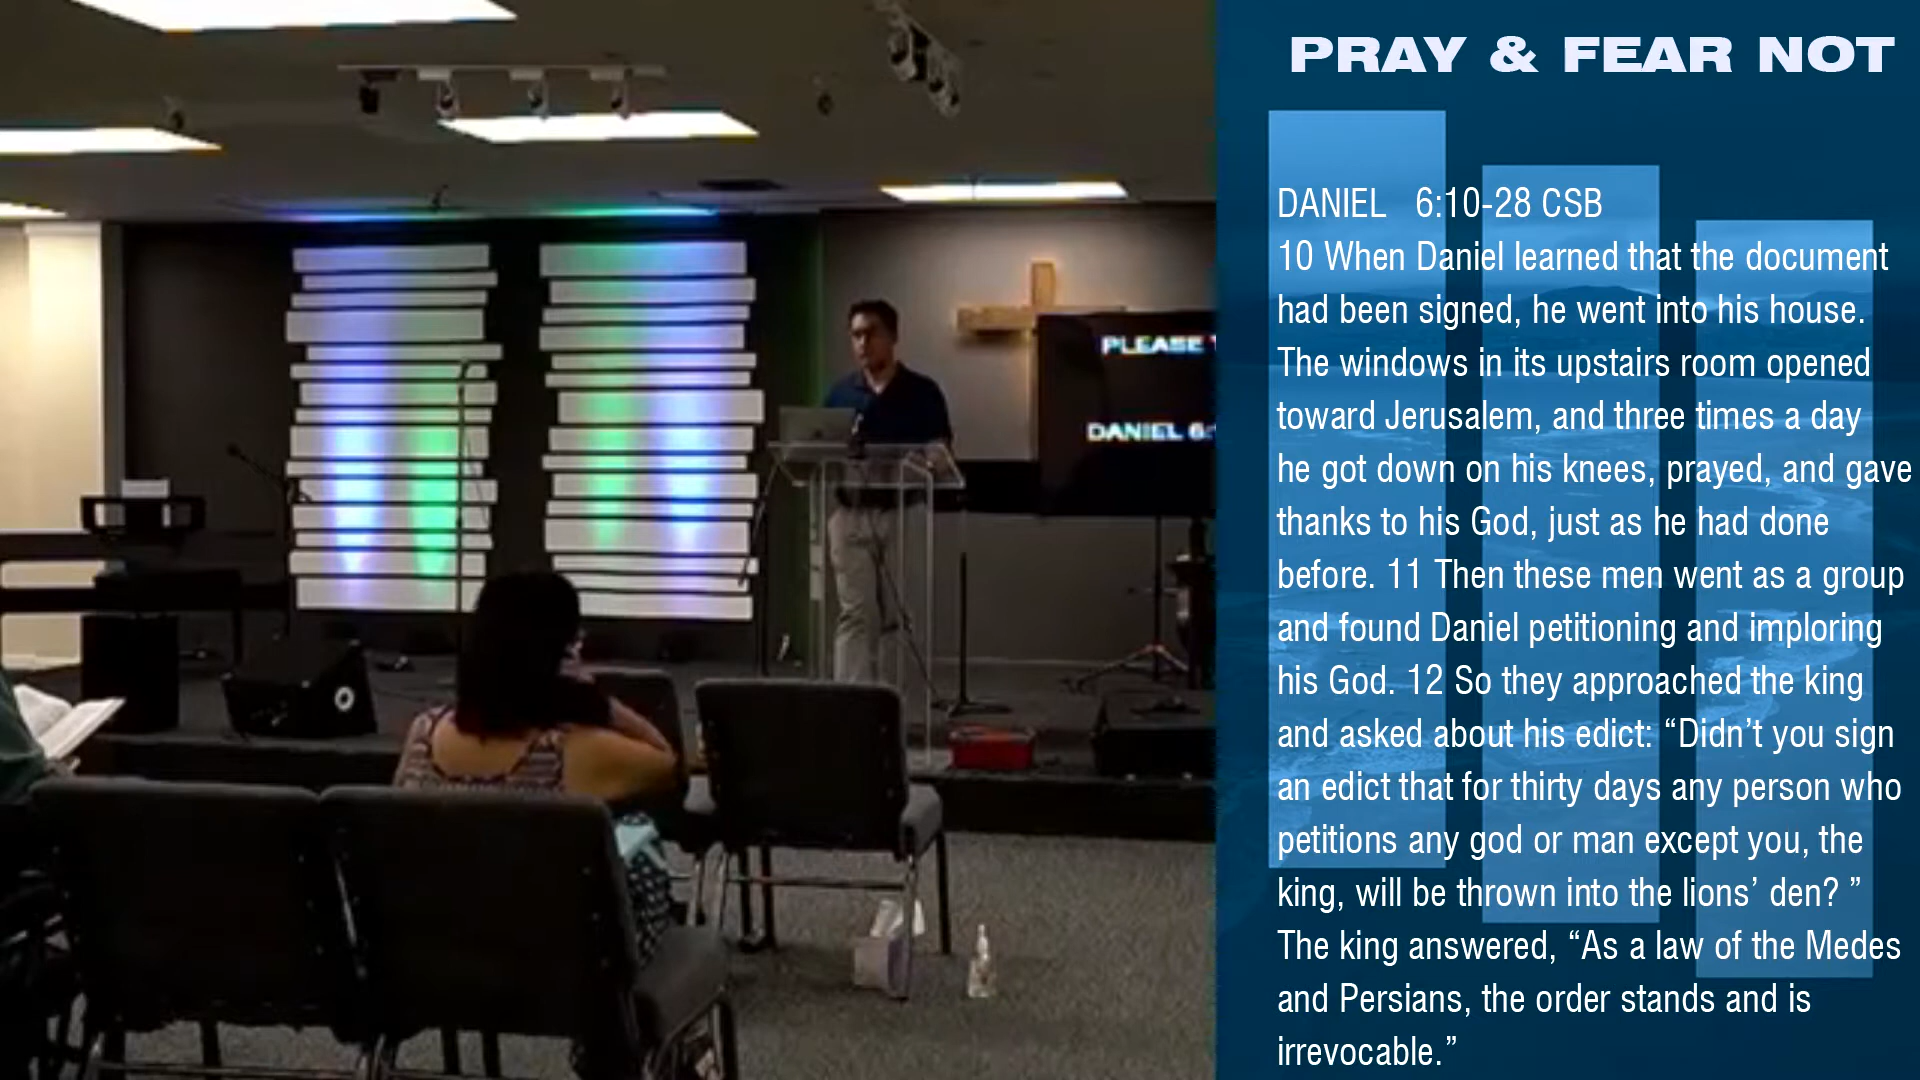 PRAY & FEAR NOT
DANIEL 6:10-28 CSB
10 When Daniel learned that the document
had been signed, he went into his house.
The windows in its upstairs room opened
toward Jerusalem, and three times a day
he got down on his knees, prayed, and gave
thanks to his God, just as he had done
before. 11 Then these men went as a group
and found Daniel petitioning and imploring
his God. 12 So they approached the king
and asked about his edict: “Didn’t you sign
an edict that for thirty days any person who
petitions any god or man except you, the
king, will be thrown into the lions’ den? ”
The king answered, “As a law of the Medes
and Persians, the order stands and is
irrevocable.”
PLEASE
DANIEL 6: